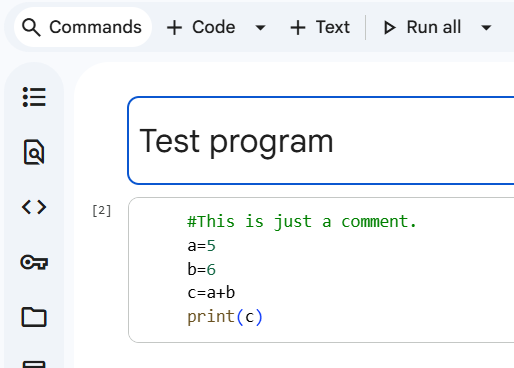 Commands + Code + Text Run all
Test program
[2]
#This is just a comment.
a=5
b=6
c=a+b
print(c)